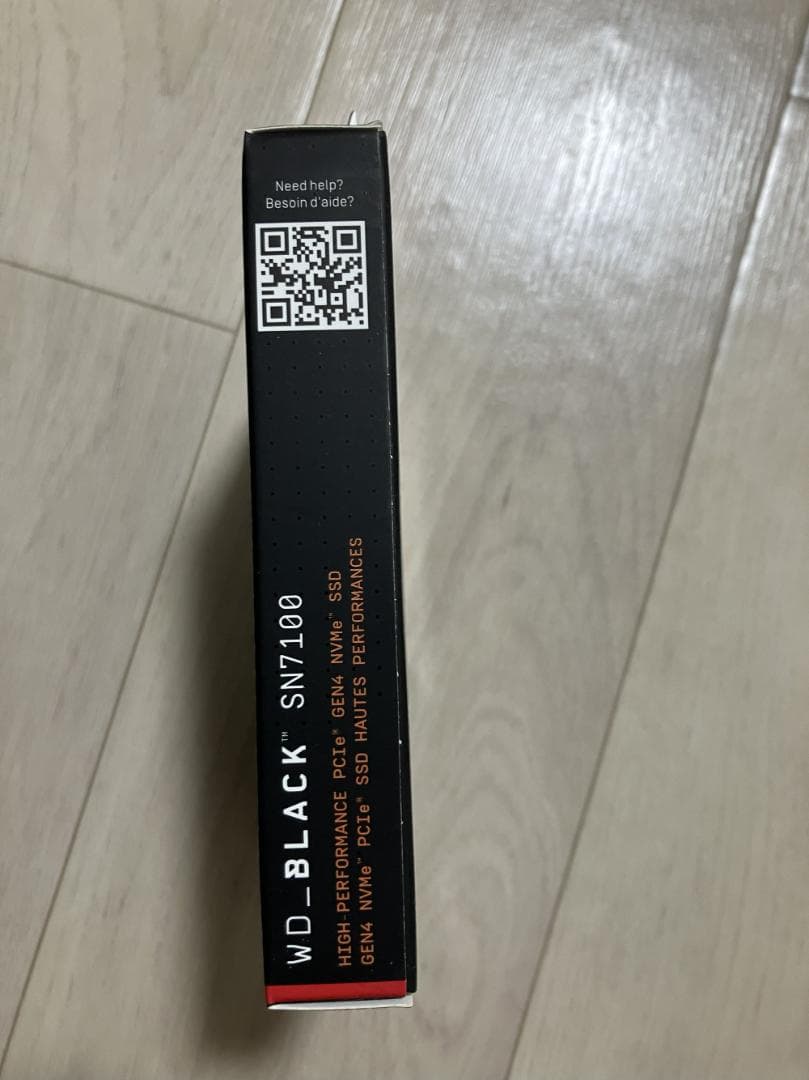 Need help?
Besoin d'aide?
WD_BLACK™ SN7100
HIGH-PERFORMANCE PCIe® GEN4 NVMe™ SSD
GEN4 NVMe™ PCIe® SSD HAUTES PERFORMANCES